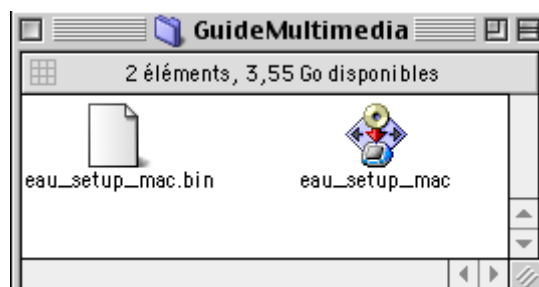 GuideMultimedia
2 éléments, 3,55 Go disponibles
eau_setup_mac.bin
eau_setup_mac